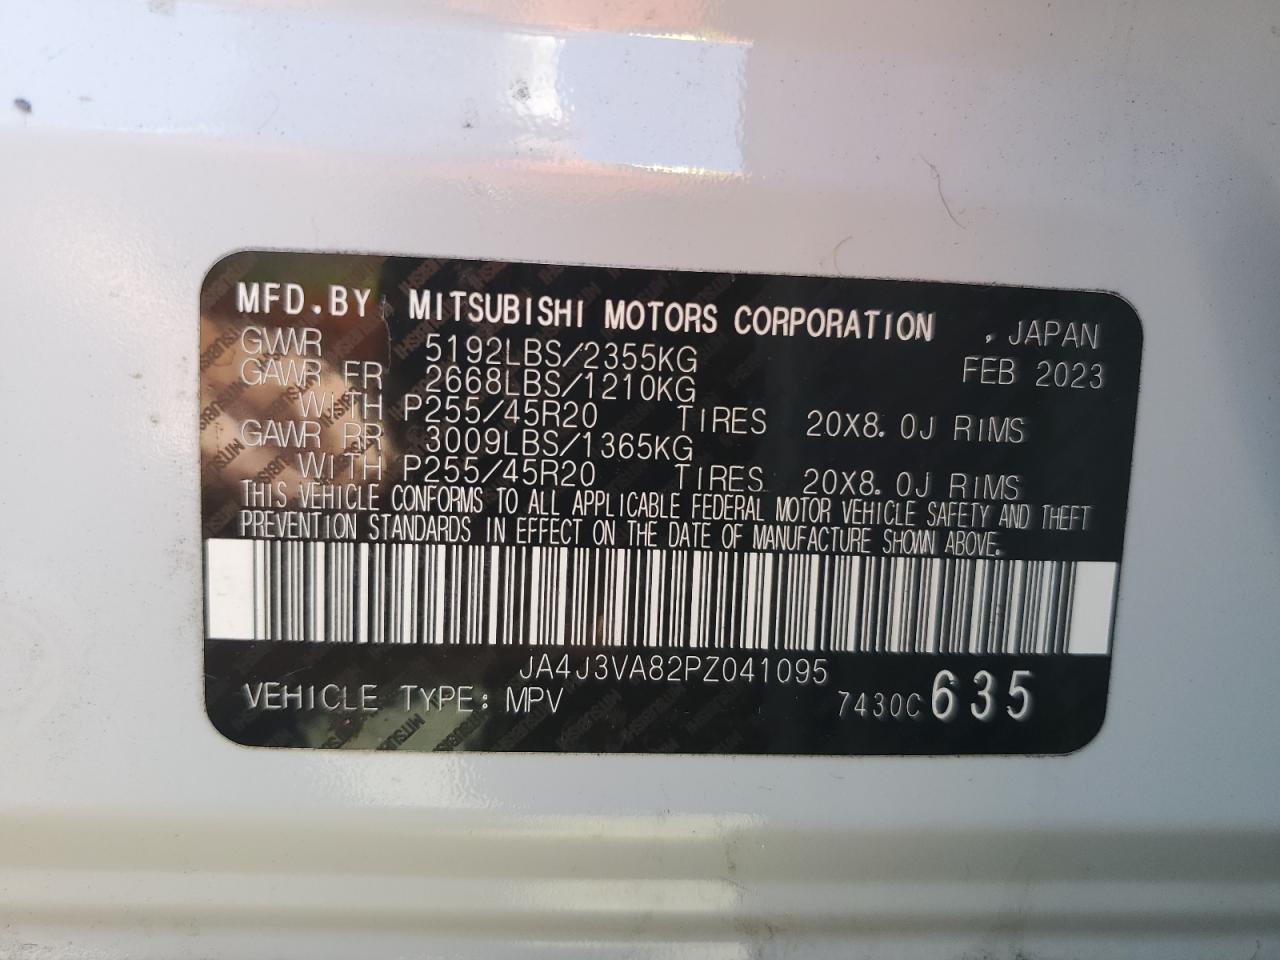 MFD.BY MITSUBISHI MOTORS CORPORATION , JAPAN
GVWR 5192LBS/2355KG FEB 2023
GAWR FR 2668LBS/1210KG
WITH P255/45R20 TIRES 20X8.0J RIMS
GAWR RR 3009LBS/1365KG
WITH P255/45R20 TIRES 20X8.0J RIMS
THIS VEHICLE CONFORMS TO ALL APPLICABLE FEDERAL MOTOR VEHICLE SAFETY AND THEFT
PREVENTION STANDARDS IN EFFECT ON THE DATE OF MANUFACTURE SHOWN ABOVE.
JA4J3VA82PZ041095
VEHICLE TYPE: MPV 7430C 635